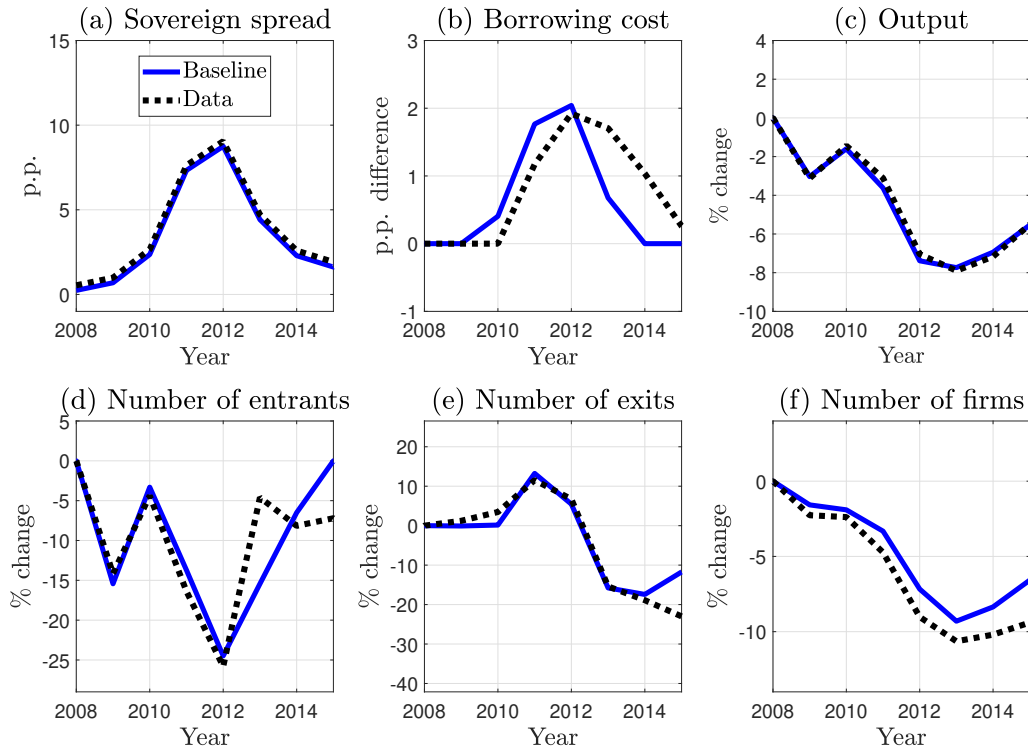 (a) Sovereign spread
15
10
5
0
p.p.
Baseline
Data
2008 2010 2012 2014
Year
(b) Borrowing cost
3
2
1
0
-1
p.p. difference
2008 2010 2012 2014
Year
(c) Output
4
2
0
-2
-4
-6
-8
-10
% change
2008 2010 2012 2014
Year
(d) Number of entrants
5
0
-5
-10
-15
-20
-25
% change
2008 2010 2012 2014
Year
(e) Number of exits
20
10
0
-10
-20
-30
-40
% change
2008 2010 2012 2014
Year
(f) Number of firms
0
-5
-10
% change
2008 2010 2012 2014
Year